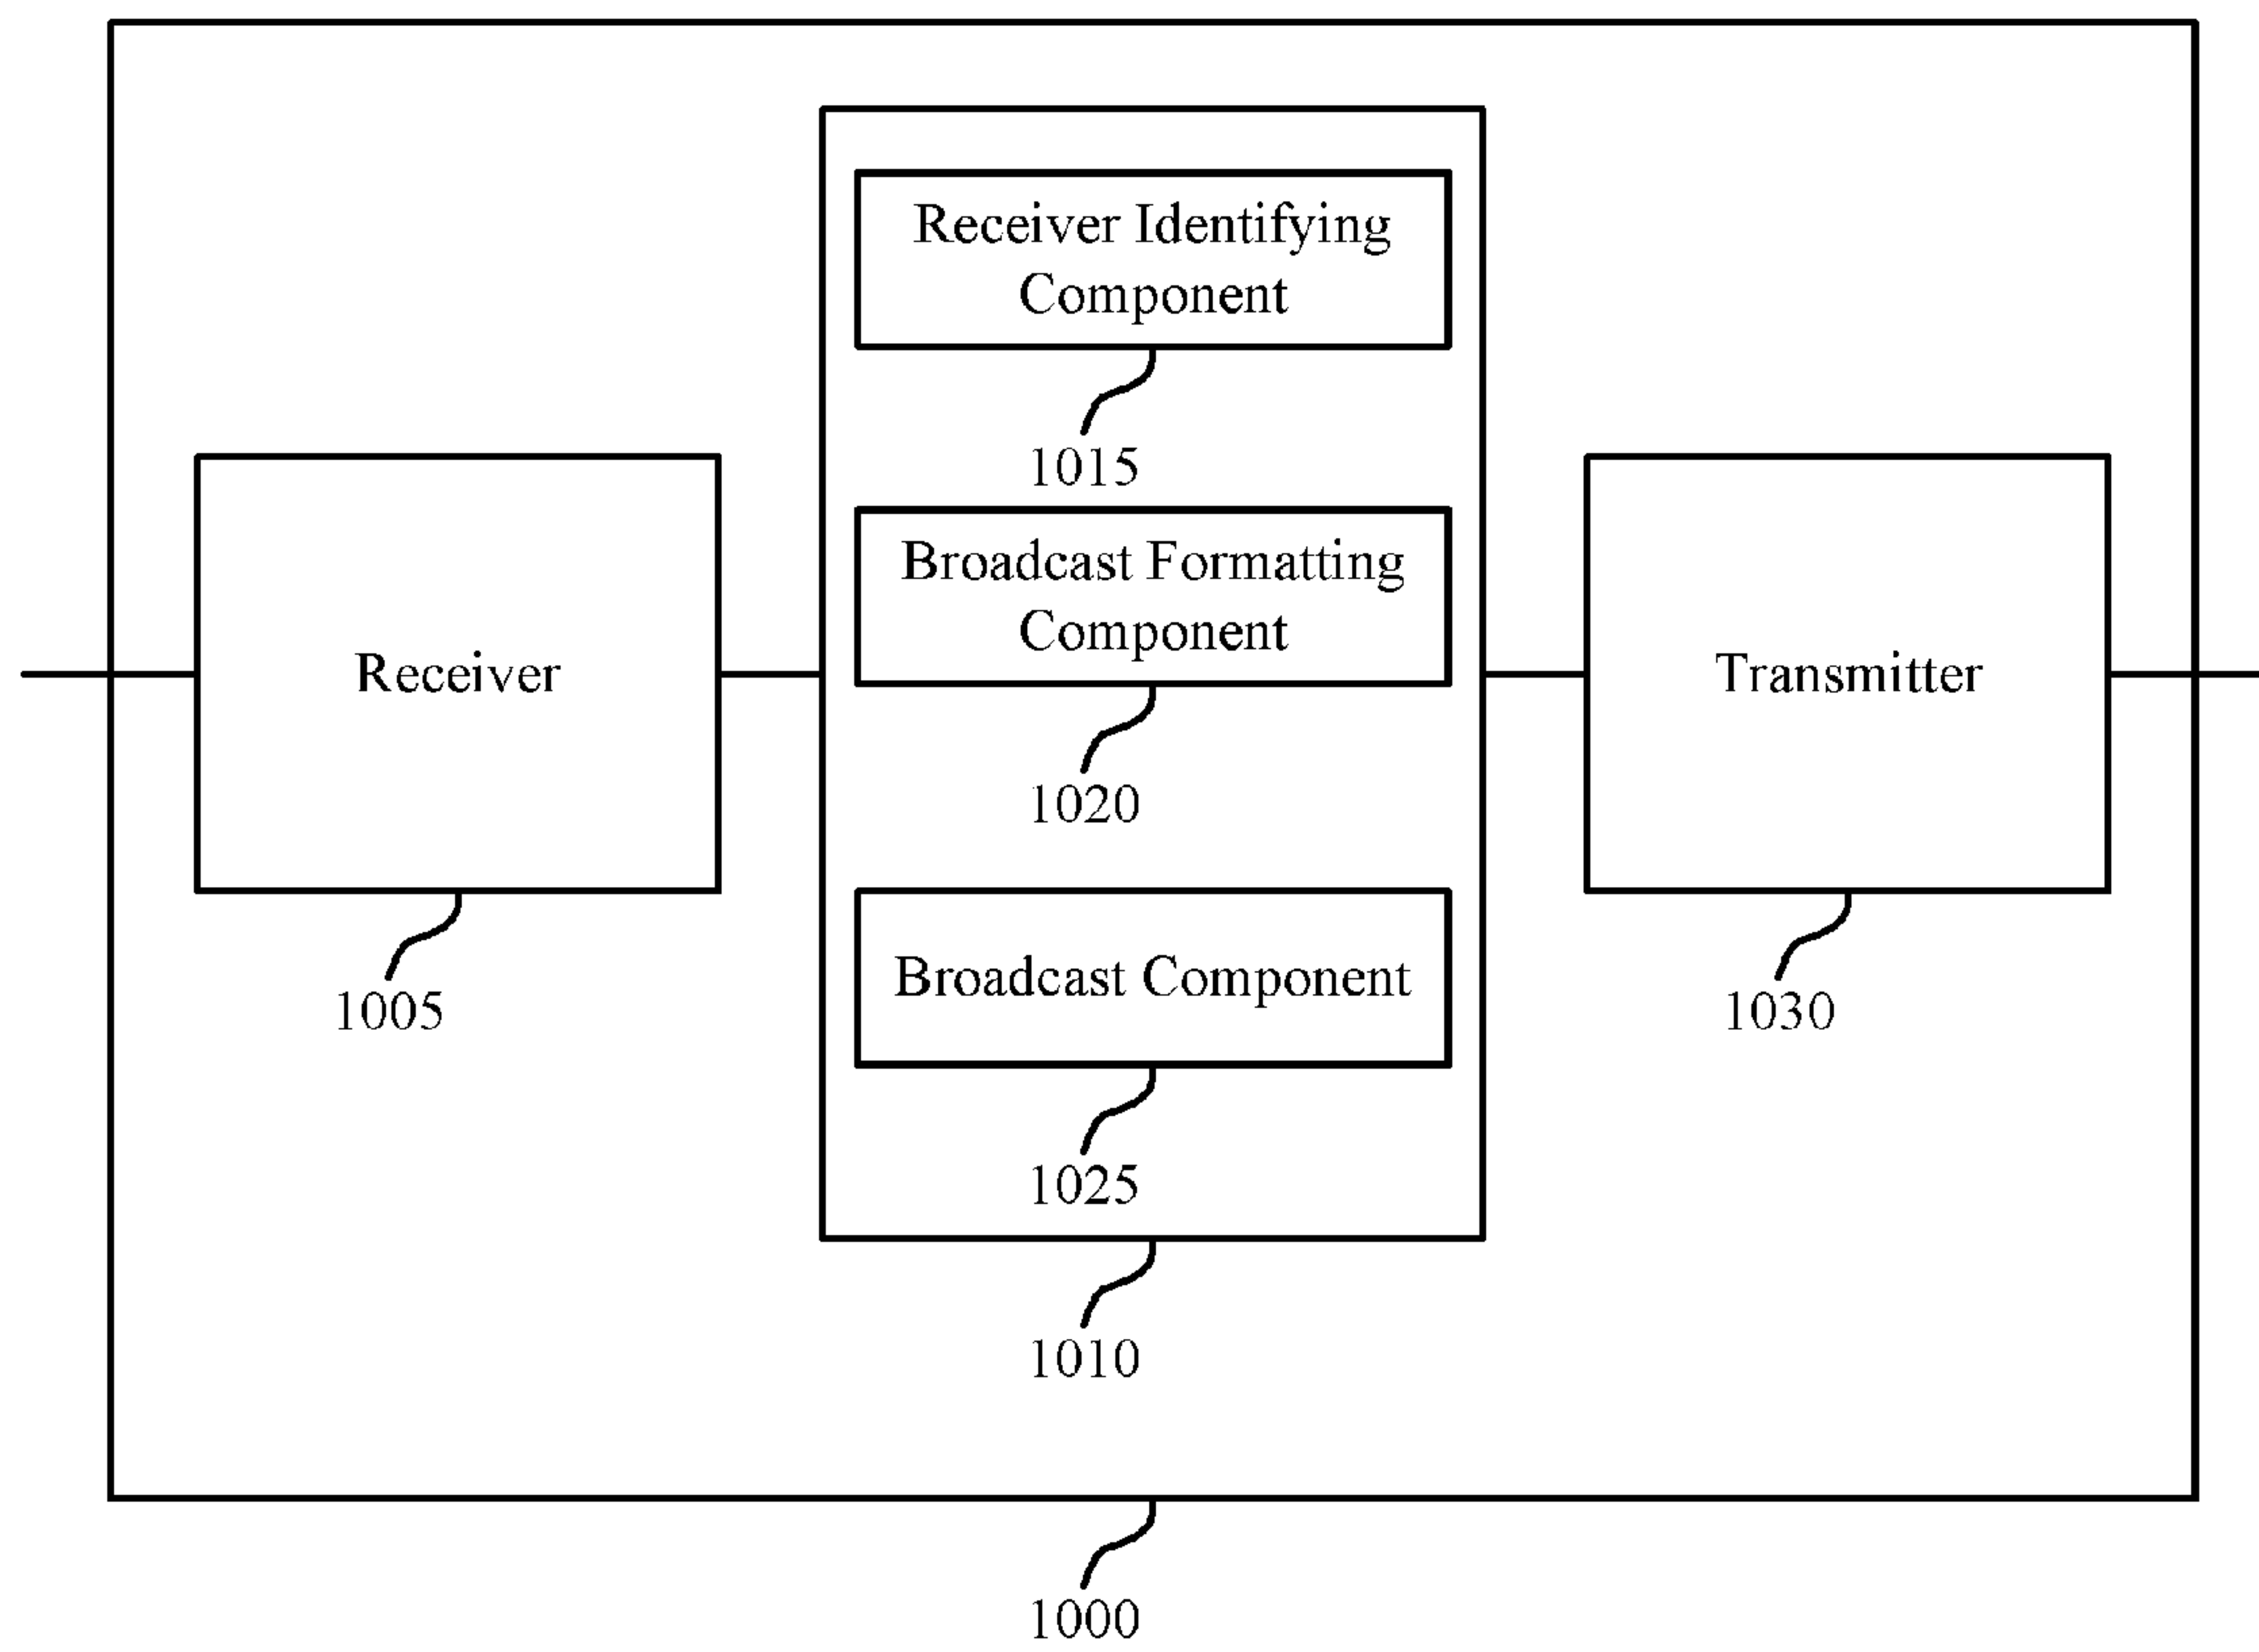 Receiver Identifying
Component
1015
Broadcast Formatting
Component
1020
Receiver
Transmitter
Broadcast Component
1005
1030
1025
1010
1000